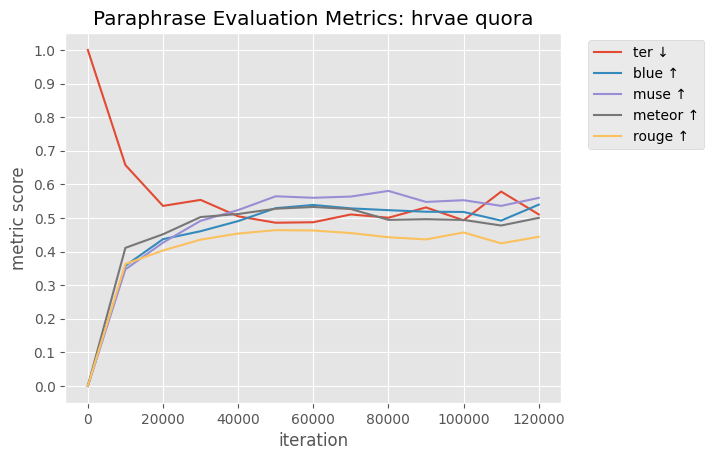 Paraphrase Evaluation Metrics: hrvae quora
ter ↓
blue ↑
muse ↑
meteor ↑
rouge ↑
metric score
1.0
0.9
0.8
0.7
0.6
0.5
0.4
0.3
0.2
0.1
0.0
0 20000 40000 60000 80000 100000 120000
iteration